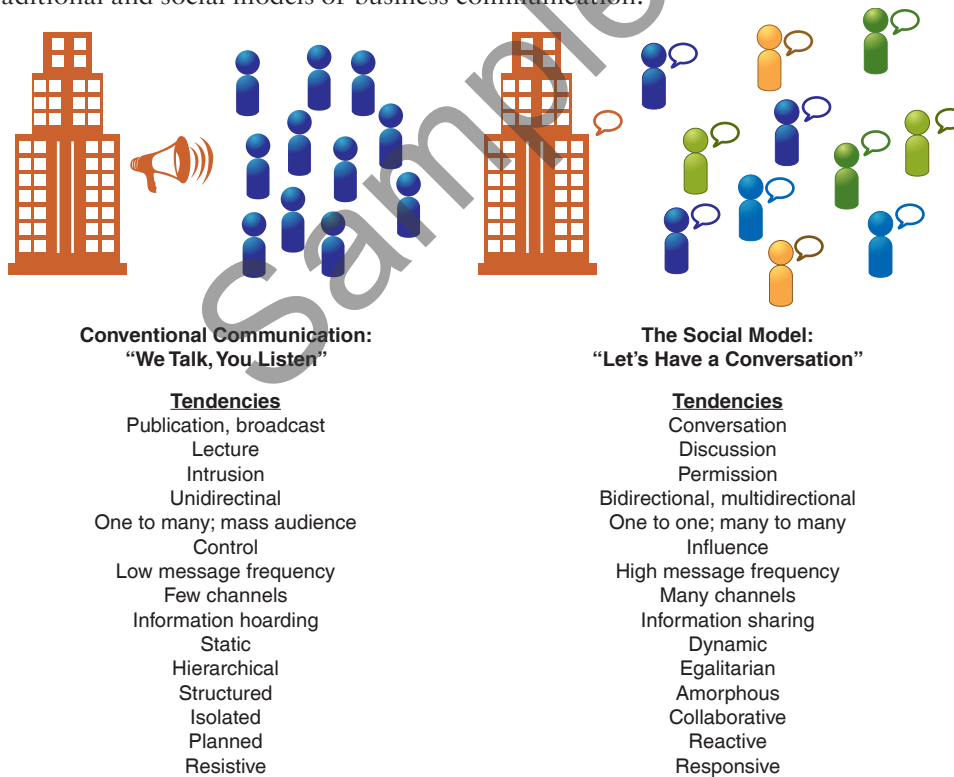 aditional and social models of business communication.
Sample
Conventional Communication:
“We Talk, You Listen”
Tendencies
Publication, broadcast
Lecture
Intrusion
Unidirectinal
One to many; mass audience
Control
Low message frequency
Few channels
Information hoarding
Static
Hierarchical
Structured
Isolated
Planned
Resistive
The Social Model:
“Let’s Have a Conversation”
Tendencies
Conversation
Discussion
Permission
Bidirectional, multidirectional
One to one; many to many
Influence
High message frequency
Many channels
Information sharing
Dynamic
Egalitarian
Amorphous
Collaborative
Reactive
Responsive